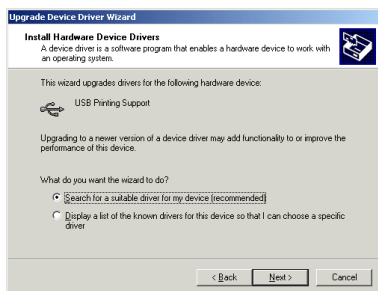 Upgrade Device Driver Wizard
Install Hardware Device Drivers
A device driver is a software program that enables a hardware device to work with
an operating system.
This wizard upgrades drivers for the following hardware device:
USB Printing Support
Upgrading to a newer version of a device driver may add functionality to or improve the
performance of this device.
What do you want the wizard to do?
Search for a suitable driver for my device (recommended)
Display a list of the known drivers for this device so that I can choose a specific
driver
< Back Next > Cancel